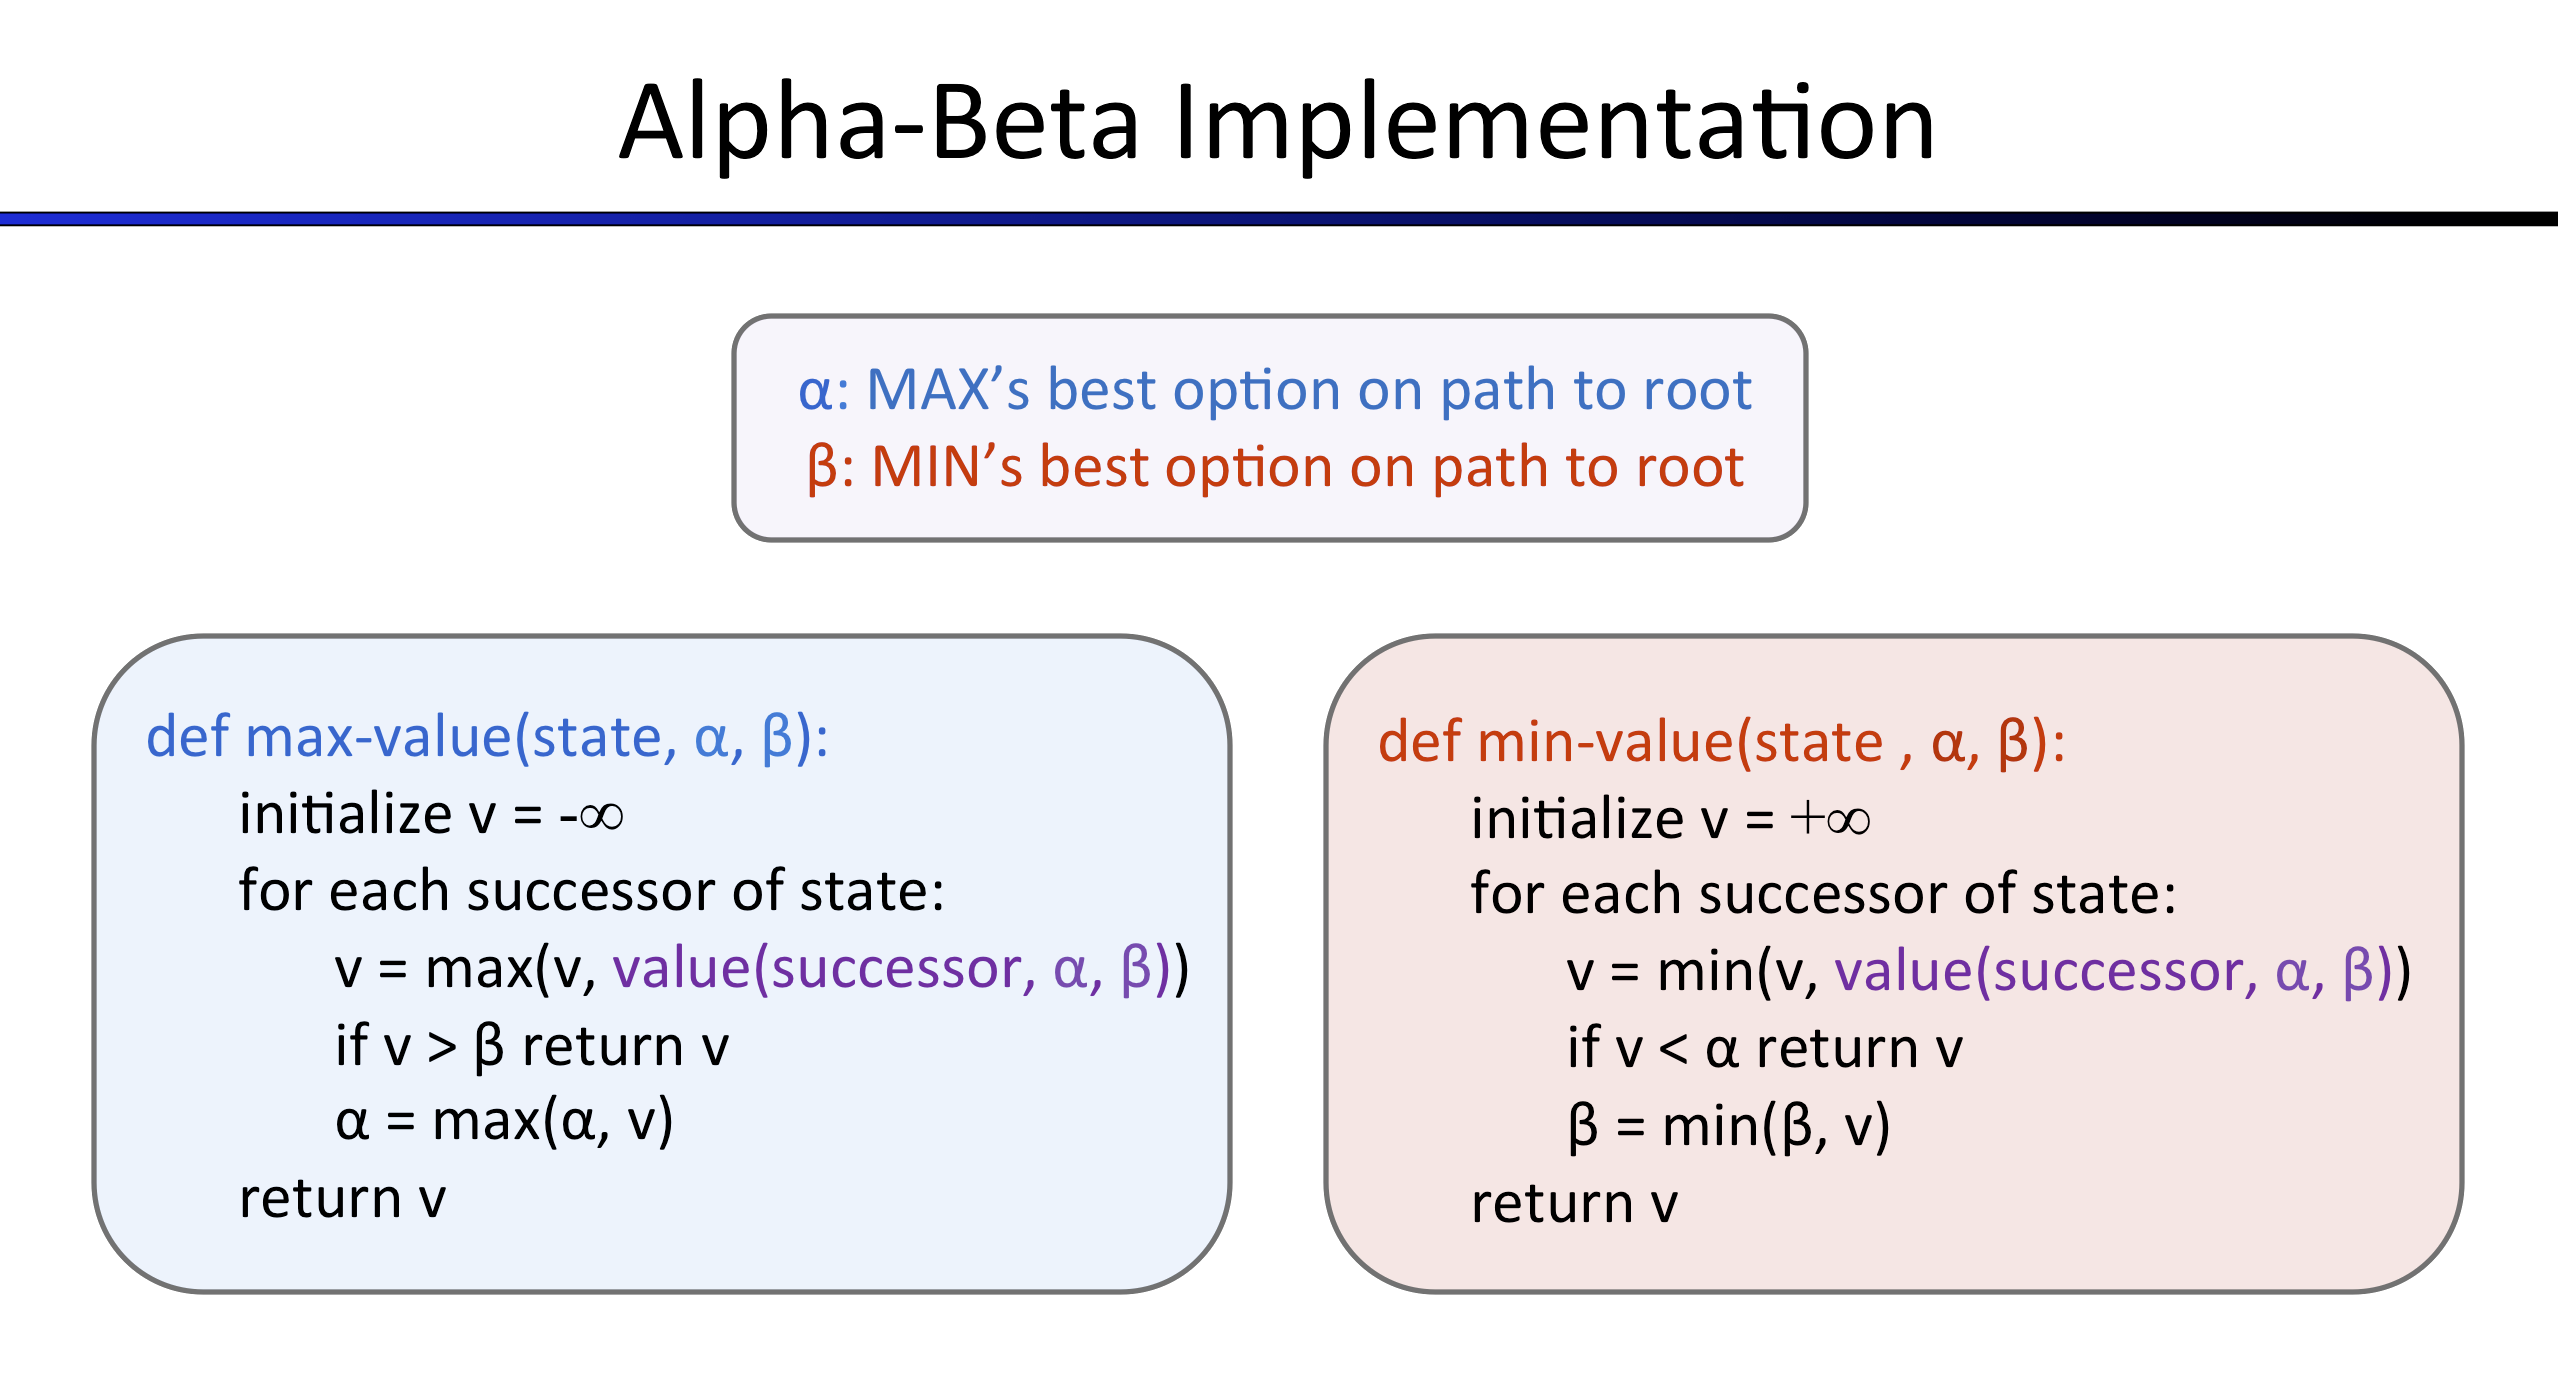 Alpha-Beta Implementation
α: MAX’s best option on path to root
β: MIN’s best option on path to root
def max-value(state, α, β):
initialize v = -∞
for each successor of state:
v = max(v, value(successor, α, β))
if v > β return v
α = max(α, v)
return v
def min-value(state , α, β):
initialize v = +∞
for each successor of state:
v = min(v, value(successor, α, β))
if v < α return v
β = min(β, v)
return v